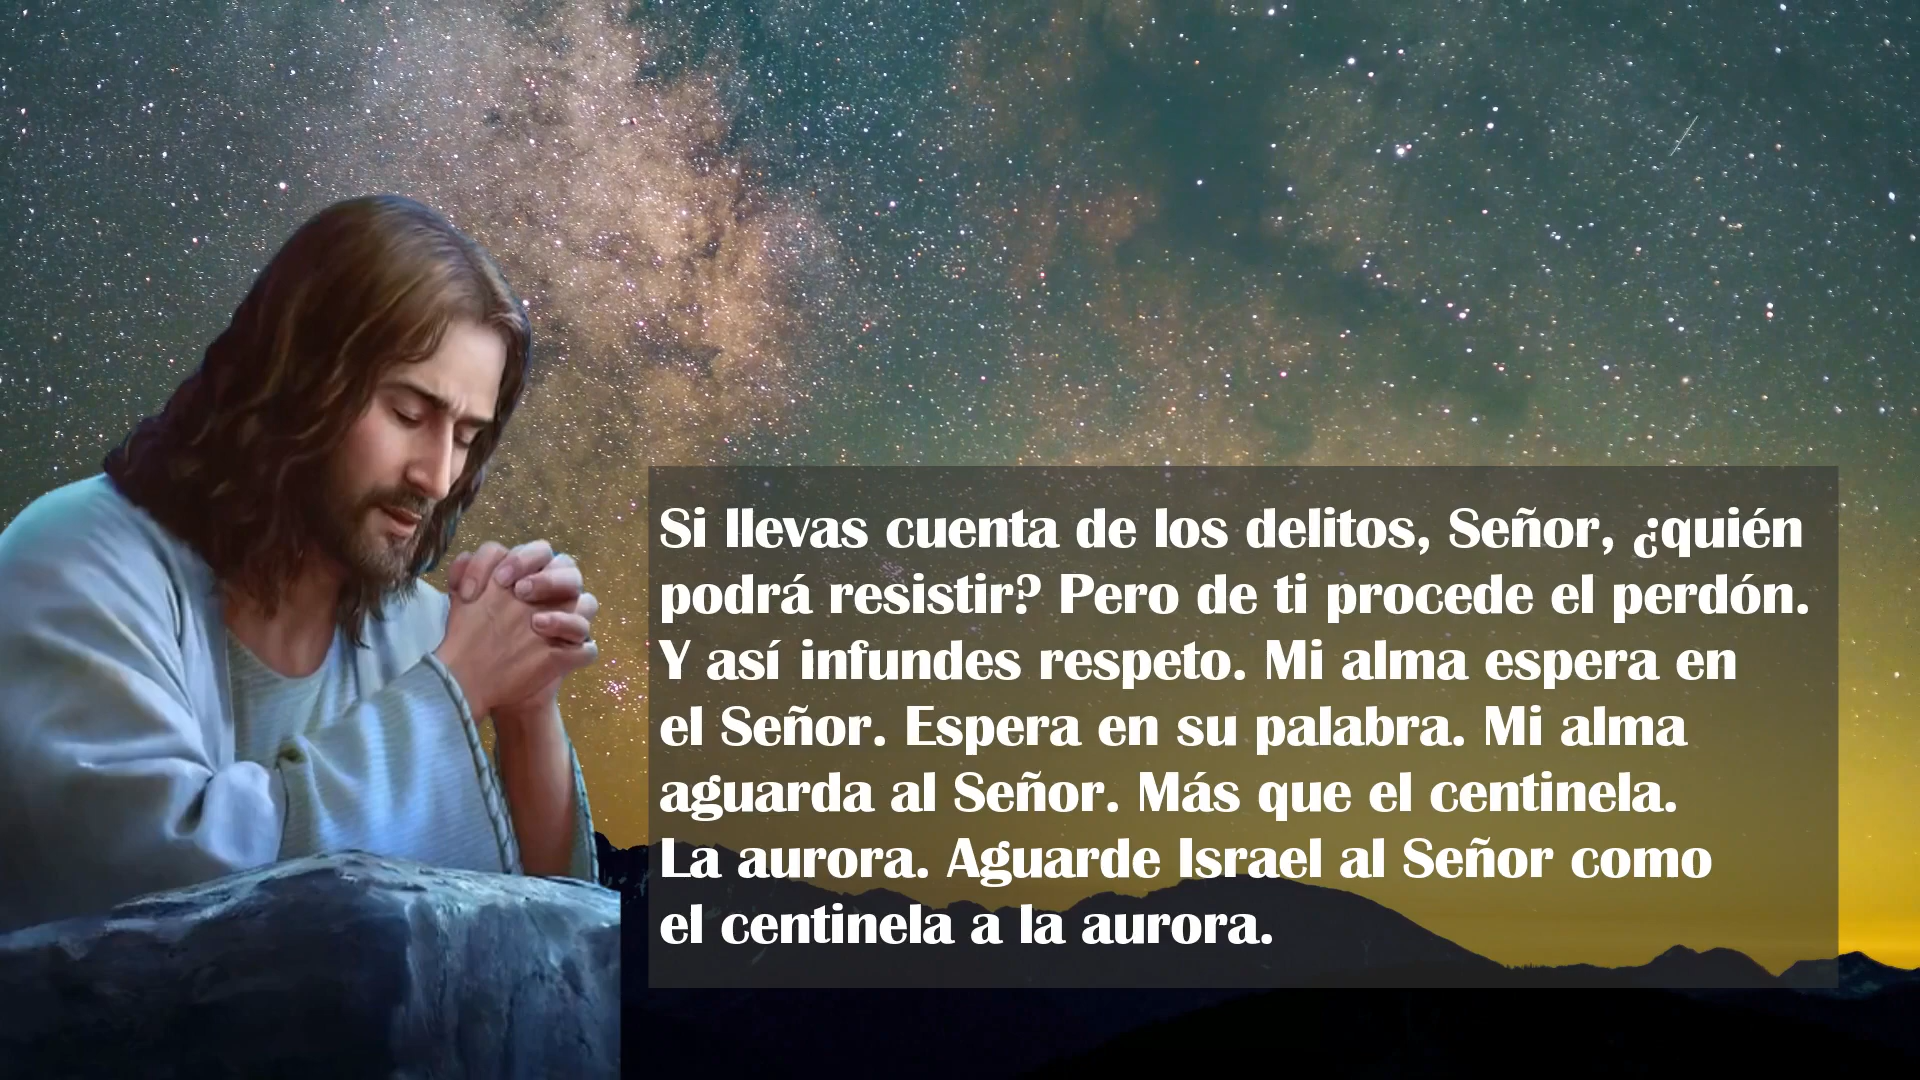 Si llevas cuenta de los delitos, Señor, ¿quién
podrá resistir? Pero de ti procede el perdón.
Y así infundes respeto. Mi alma espera en
el Señor. Espera en su palabra. Mi alma
aguarda al Señor. Más que el centinela.
La aurora. Aguarde Israel al Señor como
el centinela a la aurora.